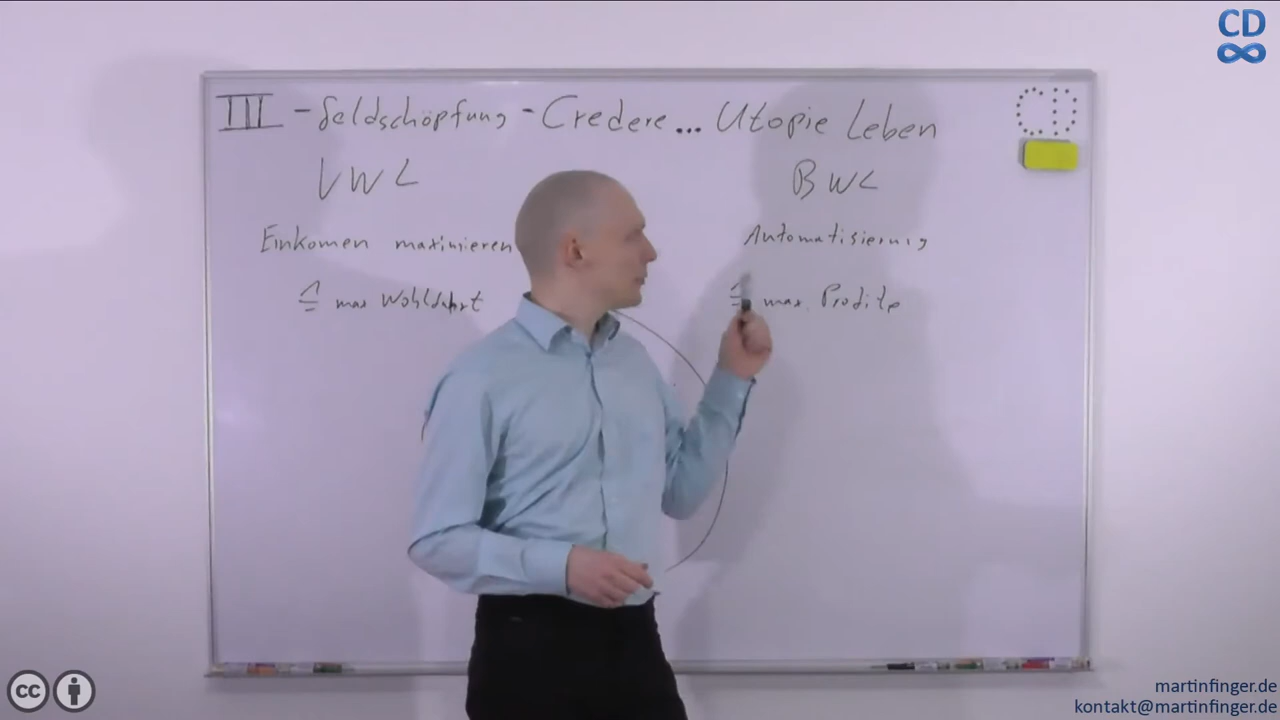 CD
III - Geldschöpfung - Credere... Utopie Leben
VWL
BWL
Einkomen maximieren
Automatisierung
≙ max Wohlfahrt
≙ max. Profite
cc
martinfinger.de
kontakt@martinfinger.de